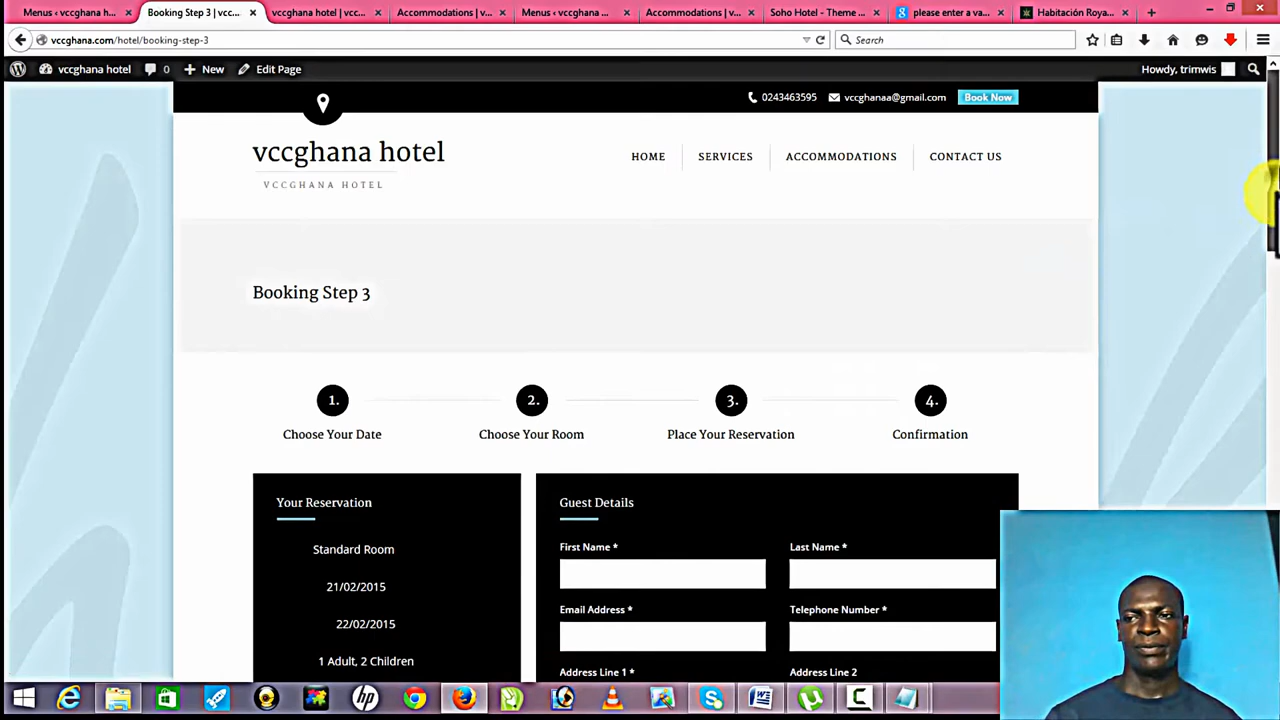 Menus ‹ vccghana h...
Booking Step 3 | vcc...
vccghana hotel | vcc...
Accommodations | v...
Menus ‹ vccghana ...
Accommodations | v...
Soho Hotel - Theme ...
please enter a va...
Habitación Roya...
vccghana.com/hotel/booking-step-3
Search
vccghana hotel
0
New
Edit Page
Howdy, trimwis
0243463595
vccghanaa@gmail.com
Book Now
vccghana hotel
VCCGHANA HOTEL
HOME
SERVICES
ACCOMMODATIONS
CONTACT US
Booking Step 3
1.
2.
3.
4.
Choose Your Date
Choose Your Room
Place Your Reservation
Confirmation
Your Reservation
Standard Room
21/02/2015
22/02/2015
1 Adult, 2 Children
Guest Details
First Name *
Last Name *
Email Address *
Telephone Number *
Address Line 1 *
Address Line 2